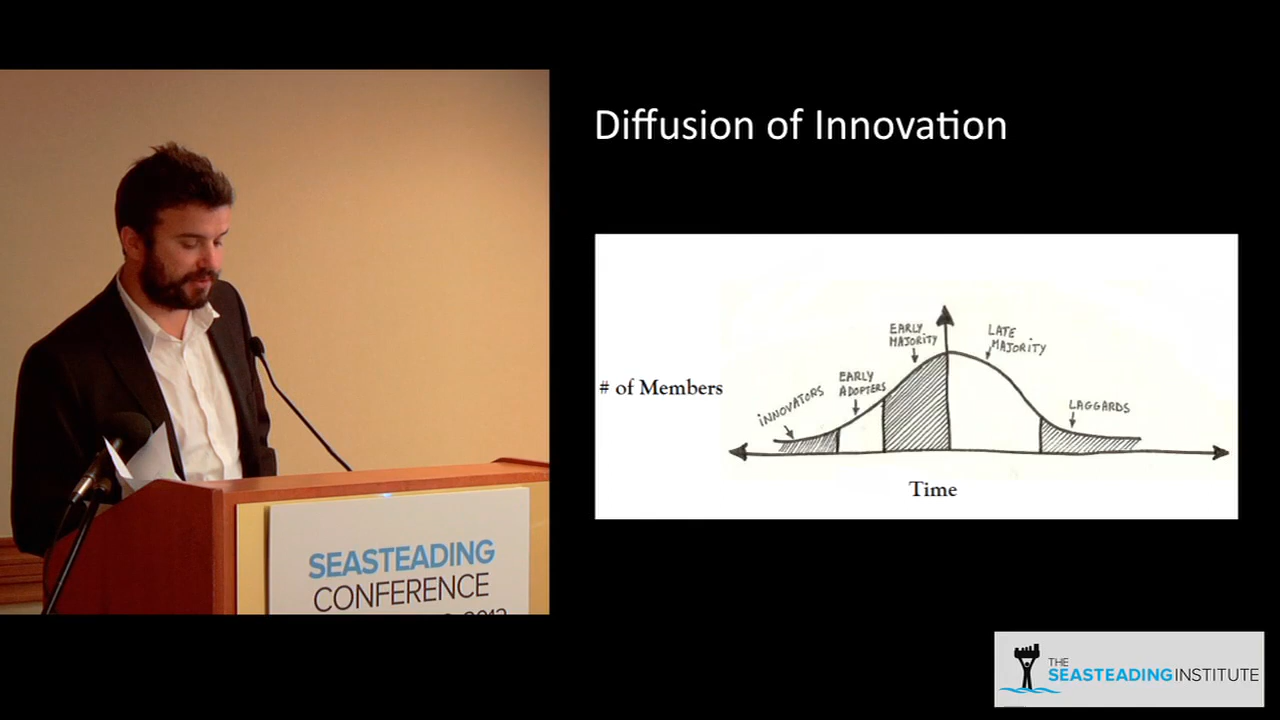 Diffusion of Innovation
EARLY
MAJORITY
LATE
MAJORITY
# of Members
EARLY
ADOPTERS
iNNOVATORS
LAGGARDS
Time
SEASTEADING
CONFERENCE
THE
SEASTEADING INSTITUTE